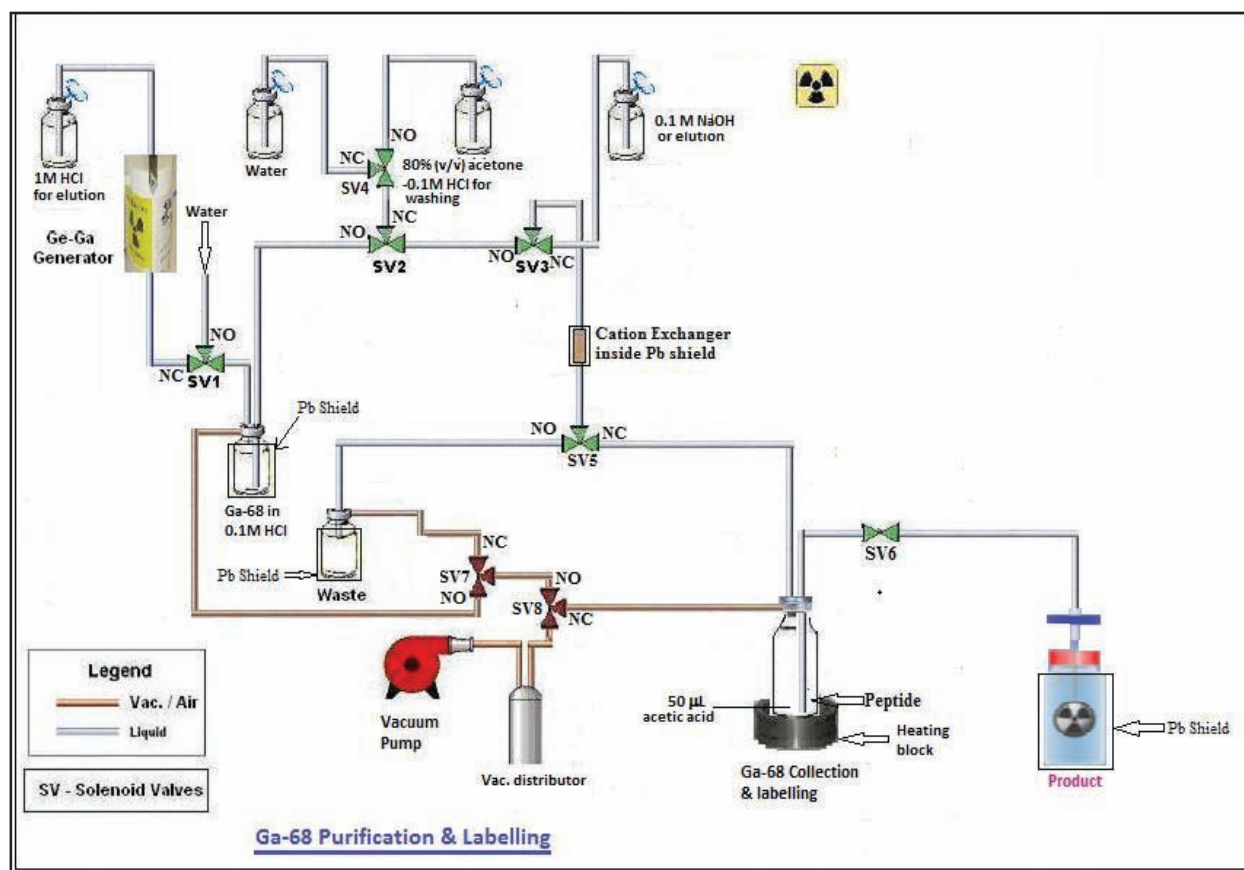 1M HCl
for elution
Ge-Ga
Generator
Water
NO
NC
SV1
Water
NO
NC
SV4
80% (v/v) acetone
-0.1M HCl for
washing
NC
NO
SV2
0.1 M NaOH
or elution
NO
SV3
NC
Cation Exchanger
inside Pb shield
NO
NC
SV5
Pb Shield
Ga-68 in
0.1M HCl
Pb Shield
Waste
NC
SV7
NO
NO
SV8
NC
SV6
Vacuum
Pump
Vac. distributor
50 µL
acetic acid
Peptide
Heating
block
Ga-68 Collection
& labelling
Pb Shield
Product
Legend
Vac. / Air
Liquid
SV - Solenoid Valves
Ga-68 Purification & Labelling